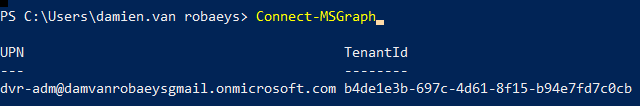 PS C:\Users\damien.van robaeys> Connect-MSGraph
UPN TenantId
--- --------
dvr-adm@damvanrobaeysgmail.onmicrosoft.com b4de1e3b-697c-4d61-8f15-b94e7fd7c0cb